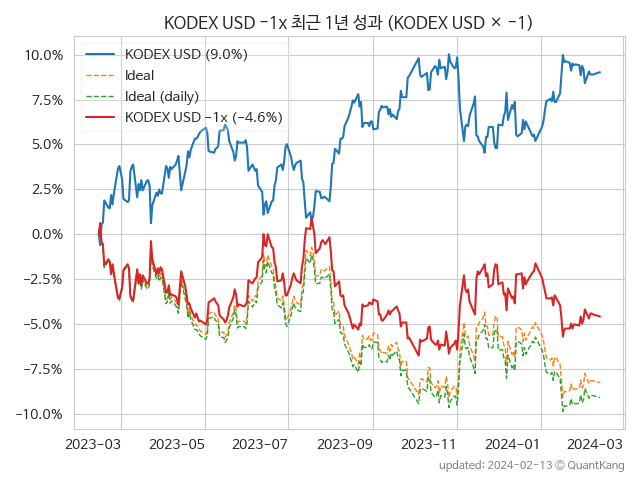 KODEX USD −1x 최근 1년 성과 (KODEX USD × −1)
KODEX USD (9.0%)
Ideal
Ideal (daily)
KODEX USD −1x (−4.6%)
10.0%
7.5%
5.0%
2.5%
0.0%
−2.5%
−5.0%
−7.5%
−10.0%
2023-03 2023-05 2023-07 2023-09 2023-11 2024-01 2024-03
updated: 2024-02-13 © QuantKang